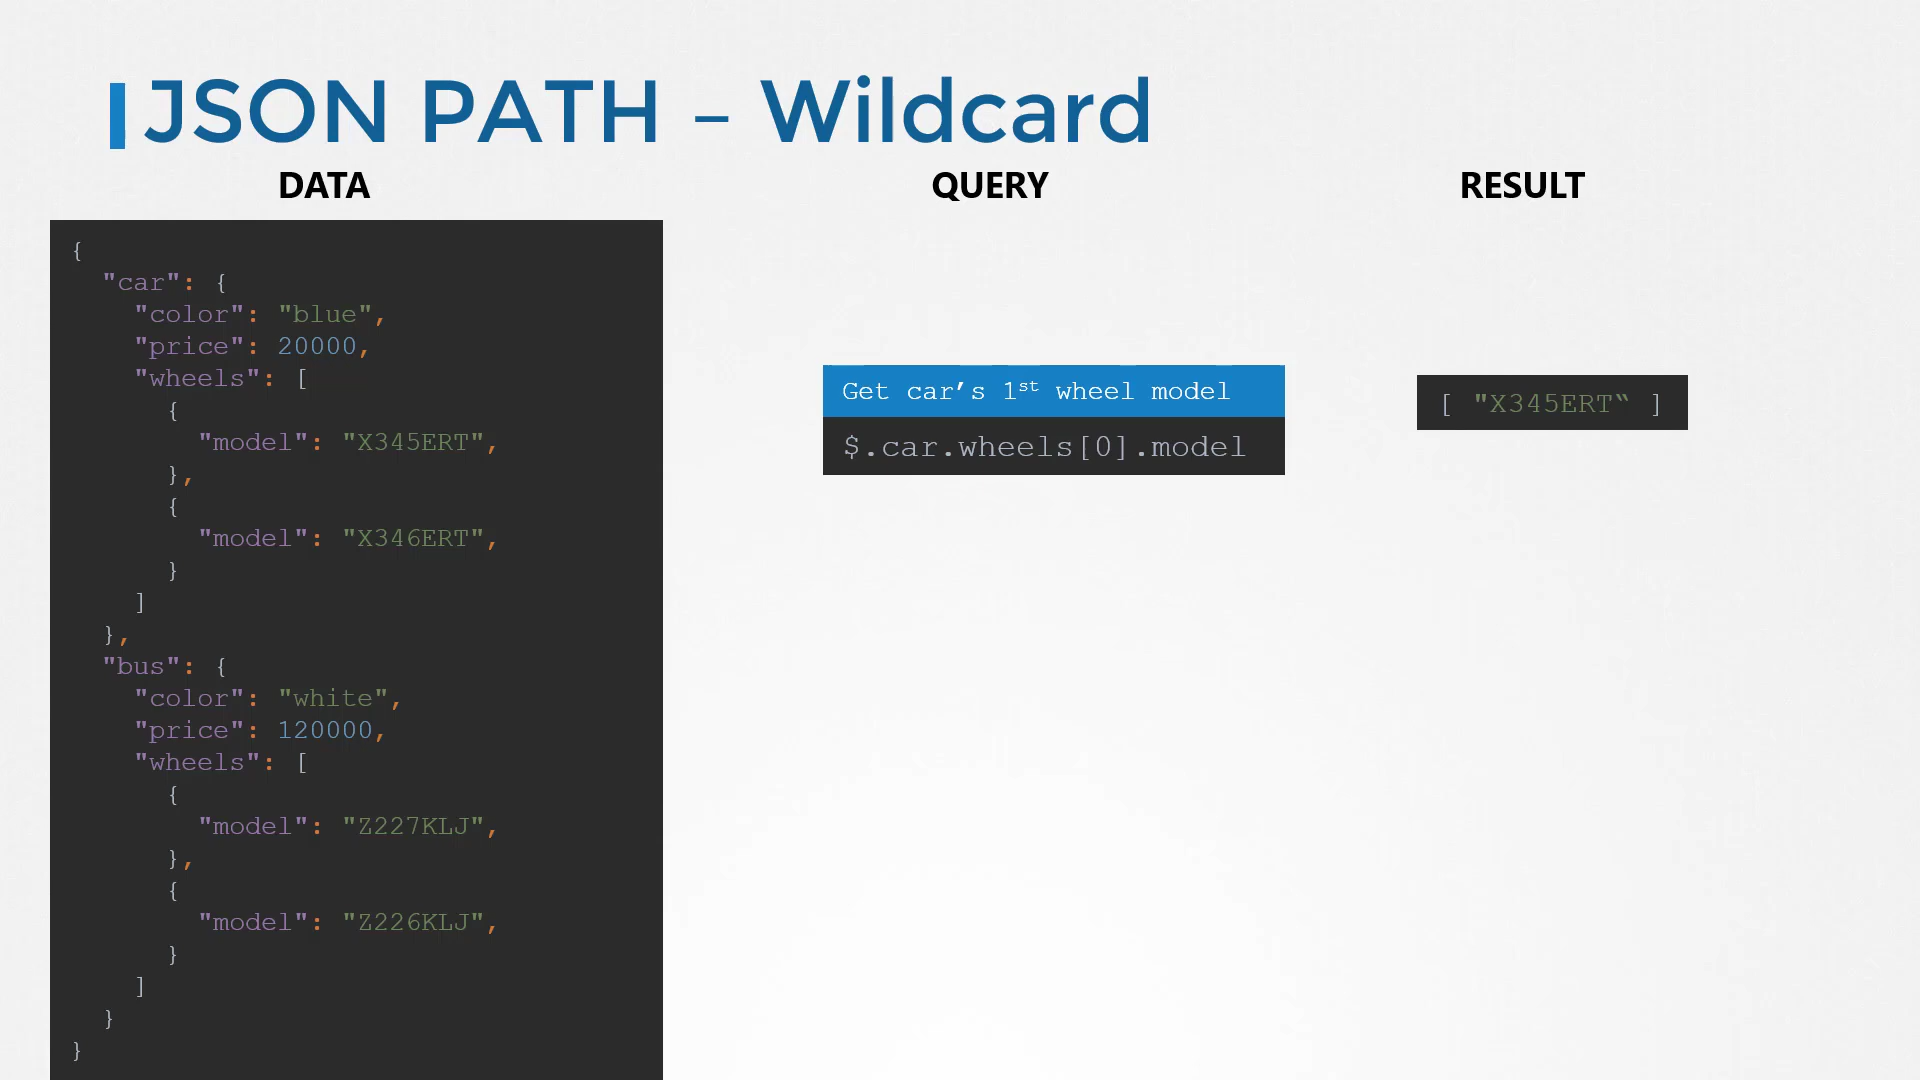 JSON PATH – Wildcard
DATA
QUERY
RESULT
{
  "car": {
    "color": "blue",
    "price": 20000,
    "wheels": [
      {
        "model": "X345ERT",
      },
      {
        "model": "X346ERT",
      }
    ]
  },
  "bus": {
    "color": "white",
    "price": 120000,
    "wheels": [
      {
        "model": "Z227KLJ",
      },
      {
        "model": "Z226KLJ",
      }
    ]
  }
}
Get car’s 1st wheel model
$.car.wheels[0].model
[ "X345ERT“ ]